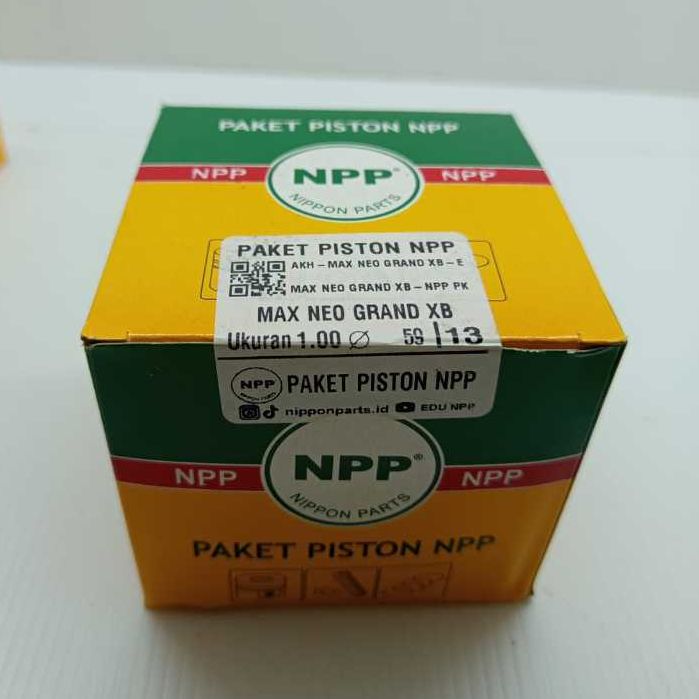 PAKET PISTON NPP
NPP NPP® NPP
NIPPON PARTS
PAKET PISTON NPP
AKH - MAX NEO GRAND XB - E
MAX NEO GRAND XB - NPP PK
MAX NEO GRAND XB
Ukuran 1.00 Ø 59 | 13
NPP PAKET PISTON NPP
NIPPON PARTS
nipponparts.id EDU NPP
NPP NPP® NPP
NIPPON PARTS
PAKET PISTON NPP